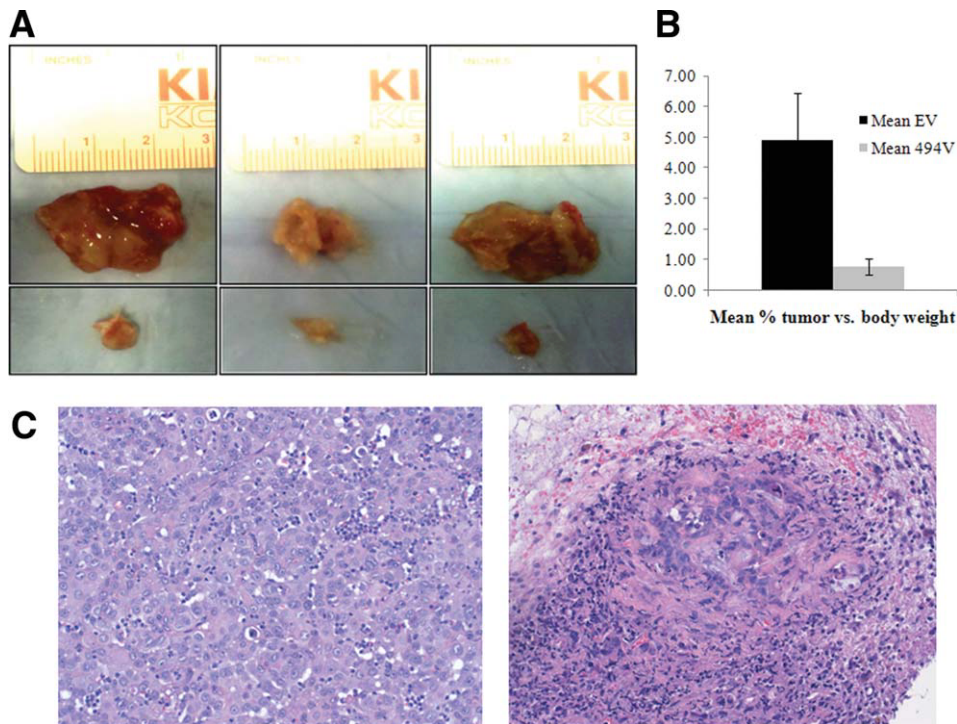 A
INCHES
1
KI
KC
1 2 3
KI
KC
1 2 3
INCHES
1
KI
KC
1 2 3
B
7.00
6.00
5.00
4.00
3.00
2.00
1.00
0.00
Mean EV
Mean 494V
Mean % tumor vs. body weight
C